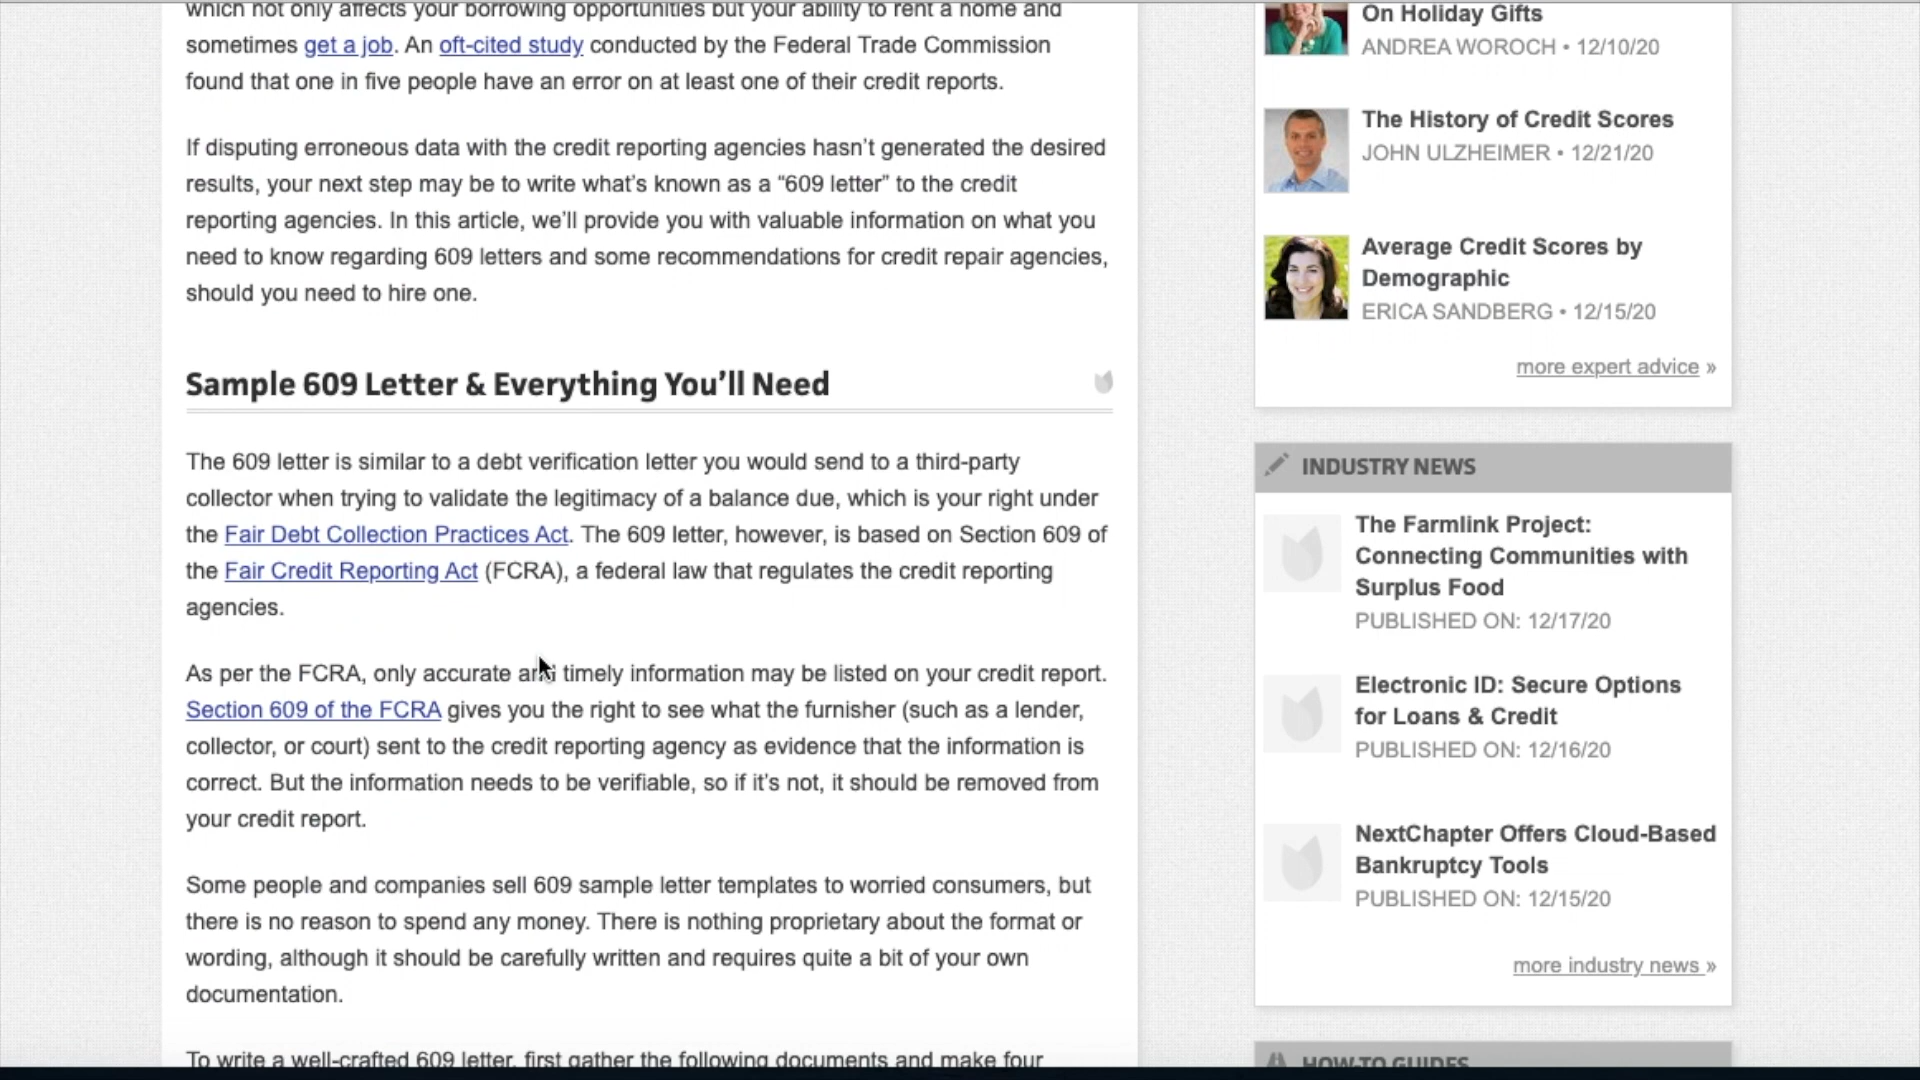 which not only affects your borrowing opportunities but your ability to rent a home and
sometimes get a job. An oft-cited study conducted by the Federal Trade Commission
found that one in five people have an error on at least one of their credit reports.
If disputing erroneous data with the credit reporting agencies hasn’t generated the desired
results, your next step may be to write what’s known as a “609 letter” to the credit
reporting agencies. In this article, we’ll provide you with valuable information on what you
need to know regarding 609 letters and some recommendations for credit repair agencies,
should you need to hire one.
Sample 609 Letter & Everything You’ll Need
The 609 letter is similar to a debt verification letter you would send to a third-party
collector when trying to validate the legitimacy of a balance due, which is your right under
the Fair Debt Collection Practices Act. The 609 letter, however, is based on Section 609 of
the Fair Credit Reporting Act (FCRA), a federal law that regulates the credit reporting
agencies.
As per the FCRA, only accurate and timely information may be listed on your credit report.
Section 609 of the FCRA gives you the right to see what the furnisher (such as a lender,
collector, or court) sent to the credit reporting agency as evidence that the information is
correct. But the information needs to be verifiable, so if it’s not, it should be removed from
your credit report.
Some people and companies sell 609 sample letter templates to worried consumers, but
there is no reason to spend any money. There is nothing proprietary about the format or
wording, although it should be carefully written and requires quite a bit of your own
documentation.
To write a well-crafted 609 letter, first gather the following documents and make four
On Holiday Gifts
ANDREA WOROCH • 12/10/20
The History of Credit Scores
JOHN ULZHEIMER • 12/21/20
Average Credit Scores by
Demographic
ERICA SANDBERG • 12/15/20
more expert advice »
INDUSTRY NEWS
The Farmlink Project:
Connecting Communities with
Surplus Food
PUBLISHED ON: 12/17/20
Electronic ID: Secure Options
for Loans & Credit
PUBLISHED ON: 12/16/20
NextChapter Offers Cloud-Based
Bankruptcy Tools
PUBLISHED ON: 12/15/20
more industry news »
HOW-TO GUIDES